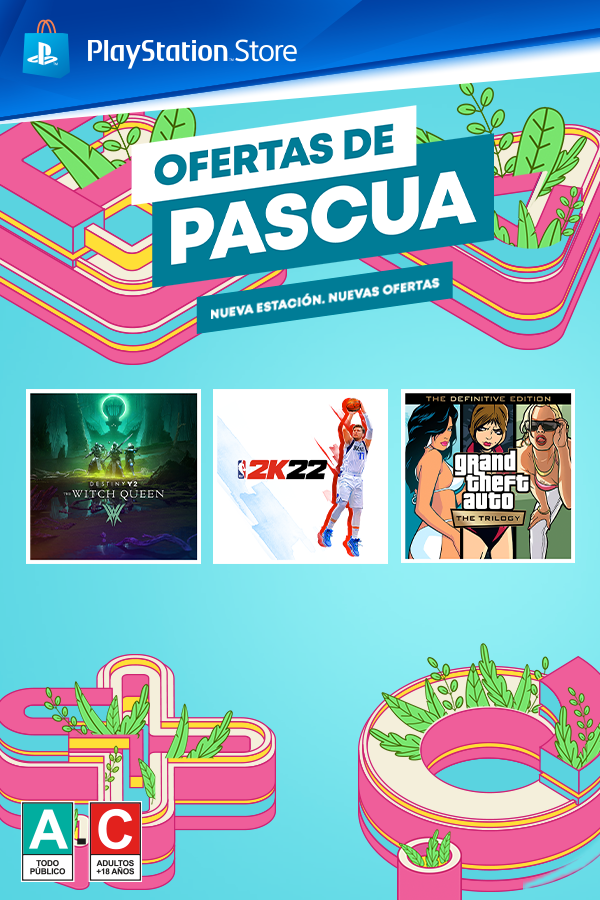 PlayStation Store
OFERTAS DE
PASCUA
NUEVA ESTACIÓN. NUEVAS OFERTAS
DESTINY 2
THE WITCH QUEEN
NBA 2K22
THE DEFINITIVE EDITION
grand
theft
auto
THE TRILOGY
A
TODO
PÚBLICO
C
ADULTOS
+18 AÑOS